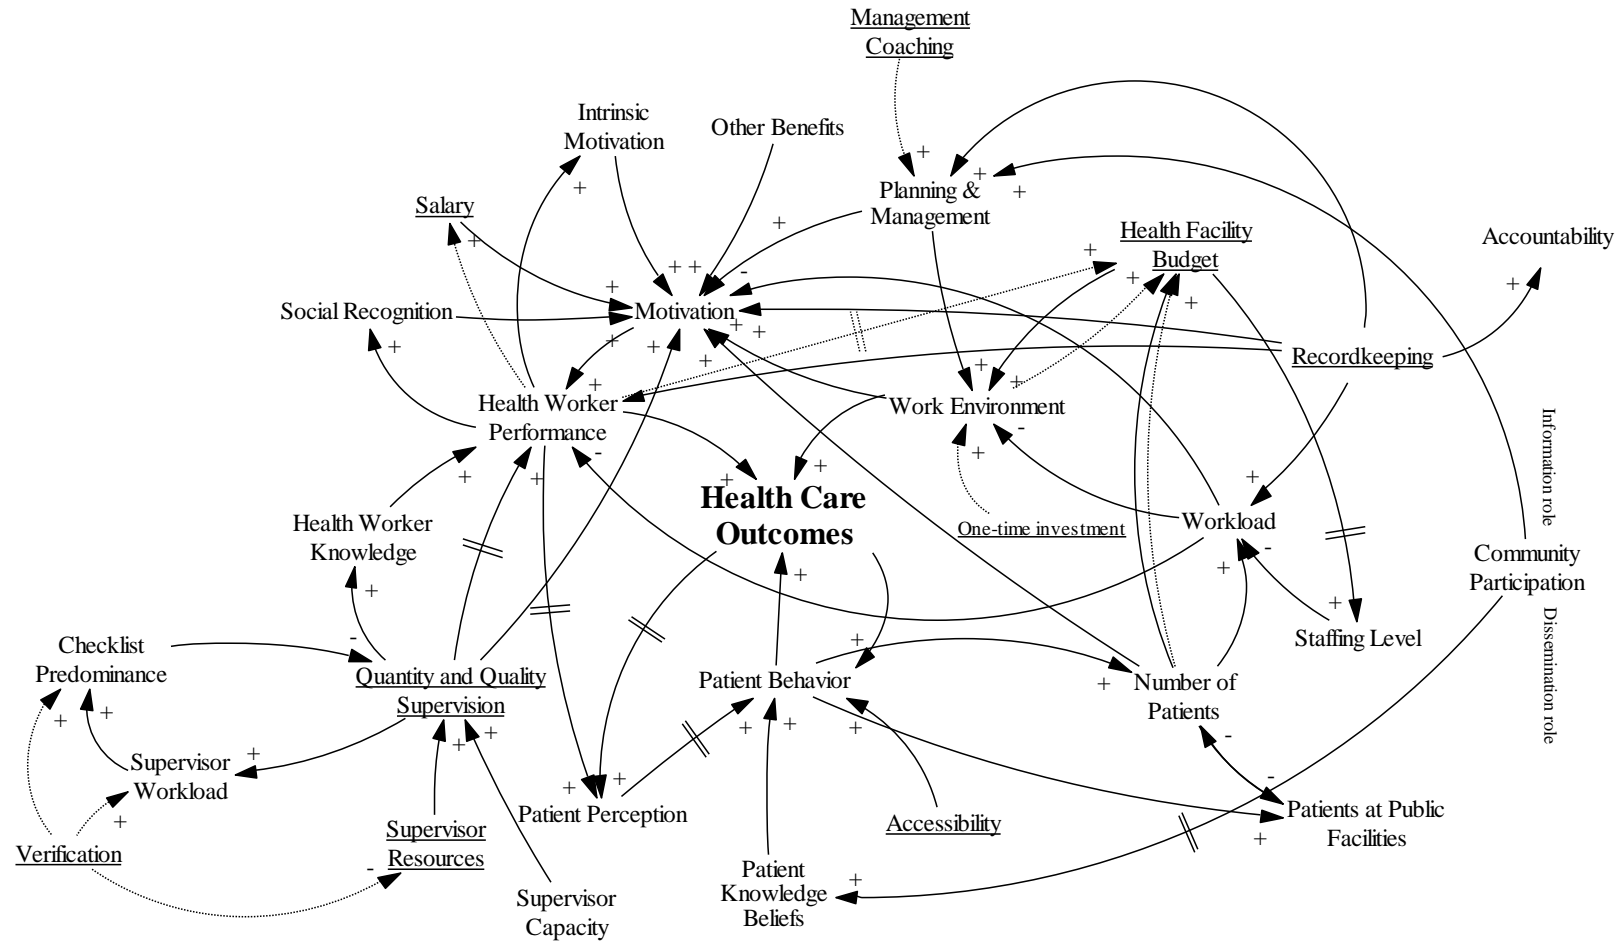 Management
Coaching
Intrinsic
Motivation
Other Benefits
+
Planning &
Management
+
+
+
Salary
+
+
Health Facility
Budget
Accountability
+
+
+
+
-
+
+
+
+
Social Recognition
Motivation
+
+
+
+
+
+
+
Recordkeeping
+
+
+
Health Worker
Performance
Work Environment
-
-
+
+
+
+
+
+
Information role
Health Care
Outcomes
One-time investment
Workload
Health Worker
Knowledge
Community
Participation
-
+
+
+
+
Dissemination role
Checklist
Predominance
-
Quantity and Quality
Supervision
+
Patient Behavior
+
Number of
Patients
Staffing Level
+
+
+
+
+
+
+
-
-
Supervisor
Workload
+
+
+
Patient Perception
Patients at Public
Facilities
+
Accessibility
+
Verification
Supervisor
Resources
-
Patient
Knowledge
Beliefs
+
Supervisor
Capacity